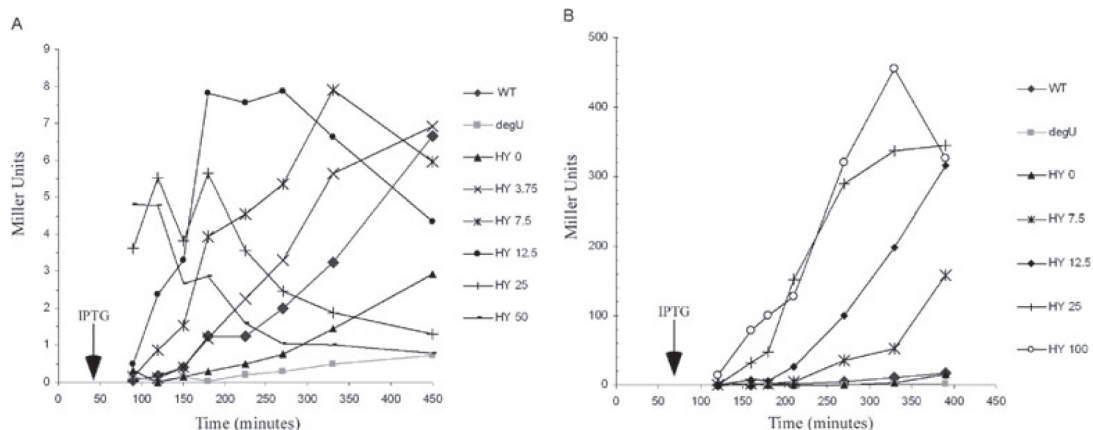 A
9
8
7
6
5
4
3
2
1
0
Miller Units
IPTG
50 100 150 200 250 300 350 400 450
Time (minutes)
WT
degU
HY 0
HY 3.75
HY 7.5
HY 12.5
HY 25
HY 50
B
500
400
300
200
100
0
Miller Units
IPTG
0 50 100 150 200 250 300 350 400 450
Time (minutes)
WT
degU
HY 0
HY 7.5
HY 12.5
HY 25
HY 100